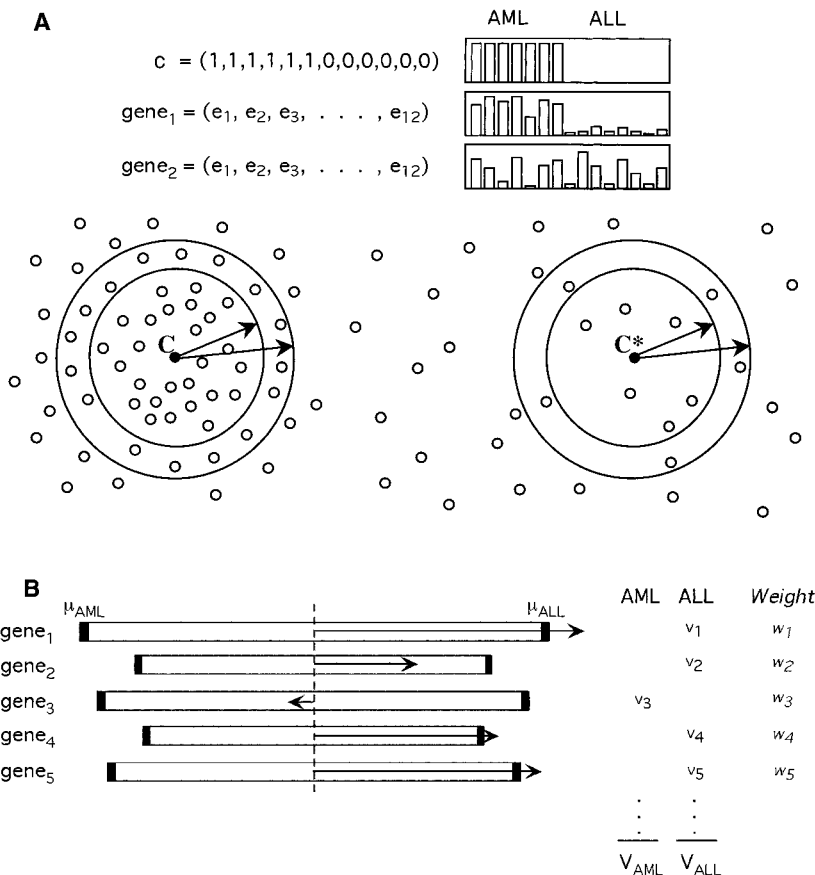 A
AML ALL
c = (1,1,1,1,1,1,0,0,0,0,0,0)
gene1 = (e1, e2, e3, . . . . , e12)
gene2 = (e1, e2, e3, . . . . , e12)
C
C*
B
μAML μALL AML ALL Weight
gene1 v1 w1
gene2 v2 w2
gene3 v3 w3
gene4 v4 w4
gene5 v5 w5
VAML VALL